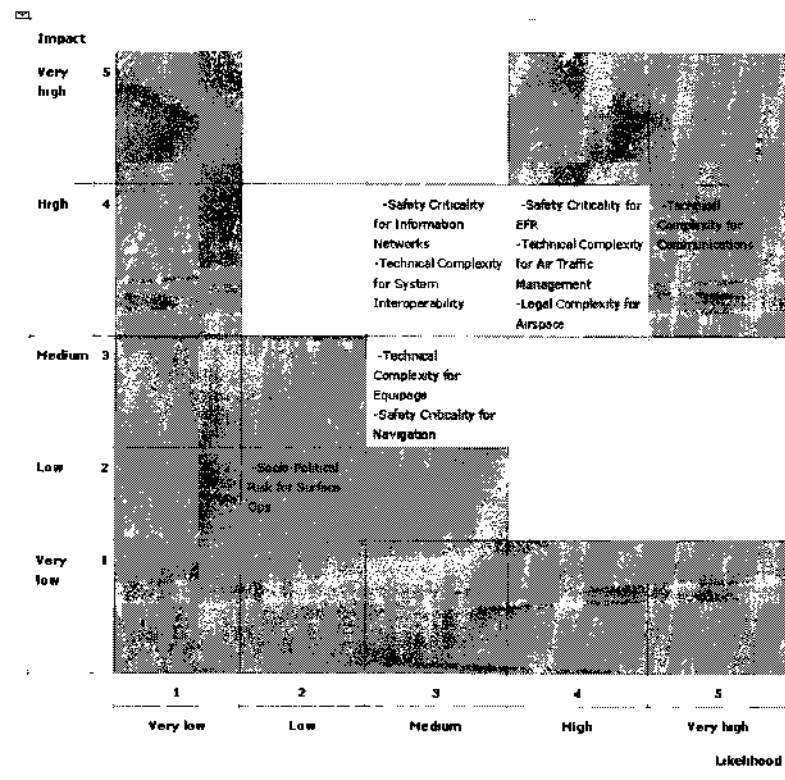 Impact
Very high 5
High 4
-Safety Criticality
for Information
Networks
-Technical Complexity
for System
Interoperability
-Safety Criticality for
EFR
-Technical Complexity
for Air Traffic
Management
-Legal Complexity for
Airspace
-Technical
Complexity for
Communications
Medium 3
-Technical
Complexity for
Equipage
-Safety Criticality for
Navigation
Low 2
-Socio-Political
Risk for Surface
Ops
Very low 1
1 2 3 4 5
Very low Low Medium High Very high
Likelihood